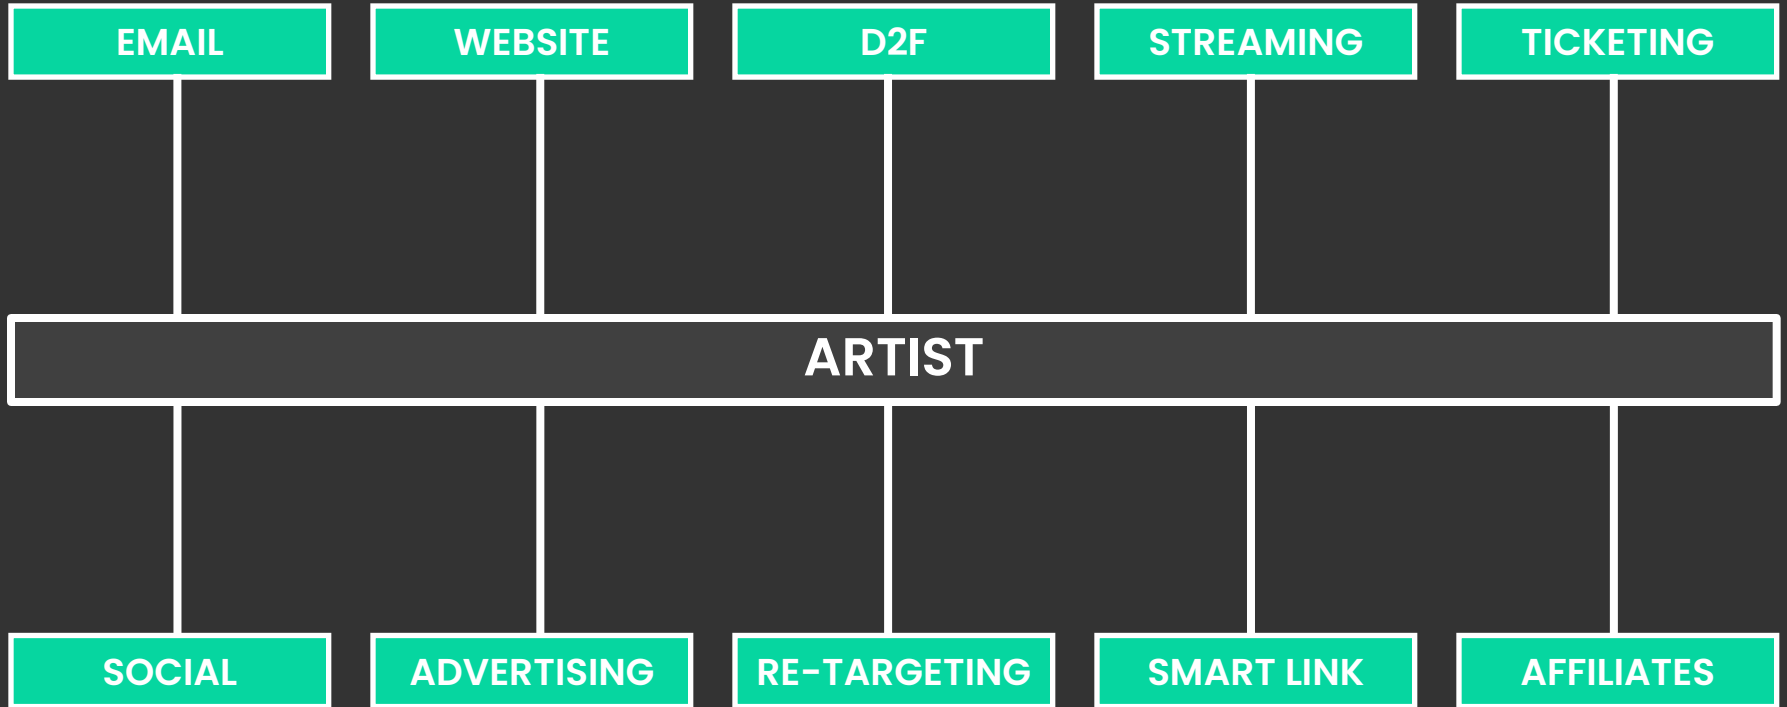 EMAIL
WEBSITE
D2F
STREAMING
TICKETING
ARTIST
SOCIAL
ADVERTISING
RE-TARGETING
SMART LINK
AFFILIATES